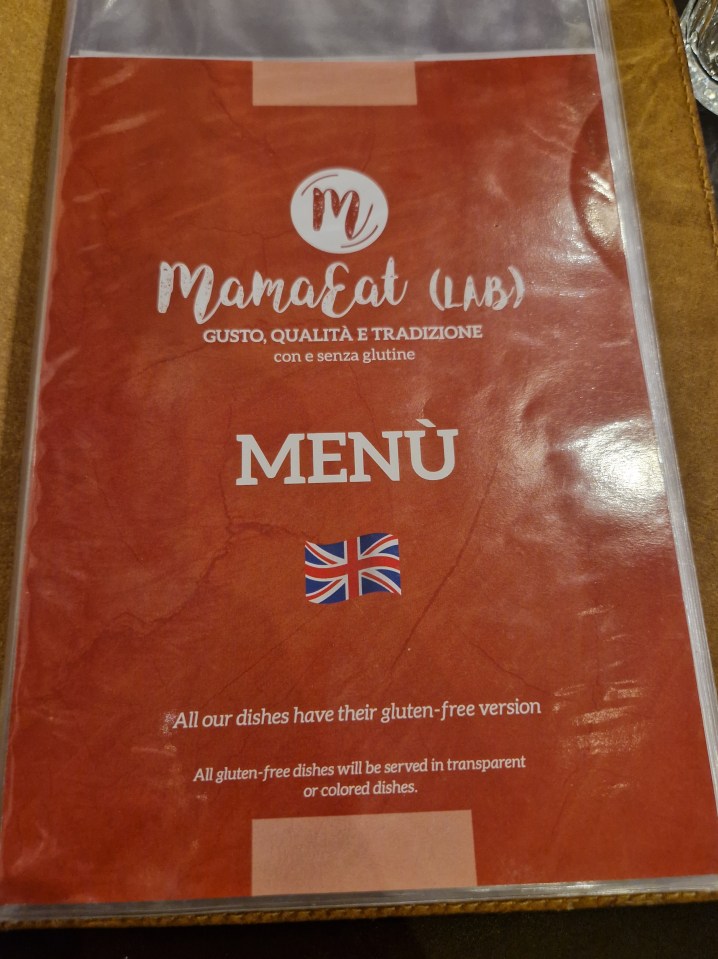 M
MamaEat (LAB)
GUSTO, QUALITÀ E TRADIZIONE
con e senza glutine
MENÙ
All our dishes have their gluten-free version
All gluten-free dishes will be served in transparent
or colored dishes.